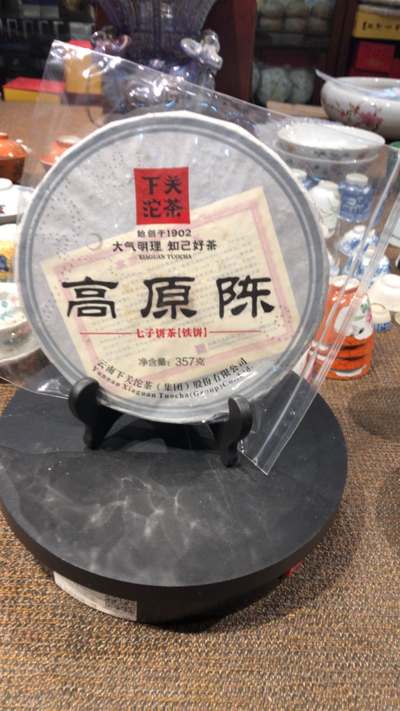 下关
沱茶
始创于1902
大气明理 知己好茶
XIAGUAN TUOCHA
高原陈
七子饼茶[铁饼]
净含量：357克
云南下关沱茶（集团）股份有限公司
Yunnan Xiaguan Tuocha(Group)Co.,Ltd.